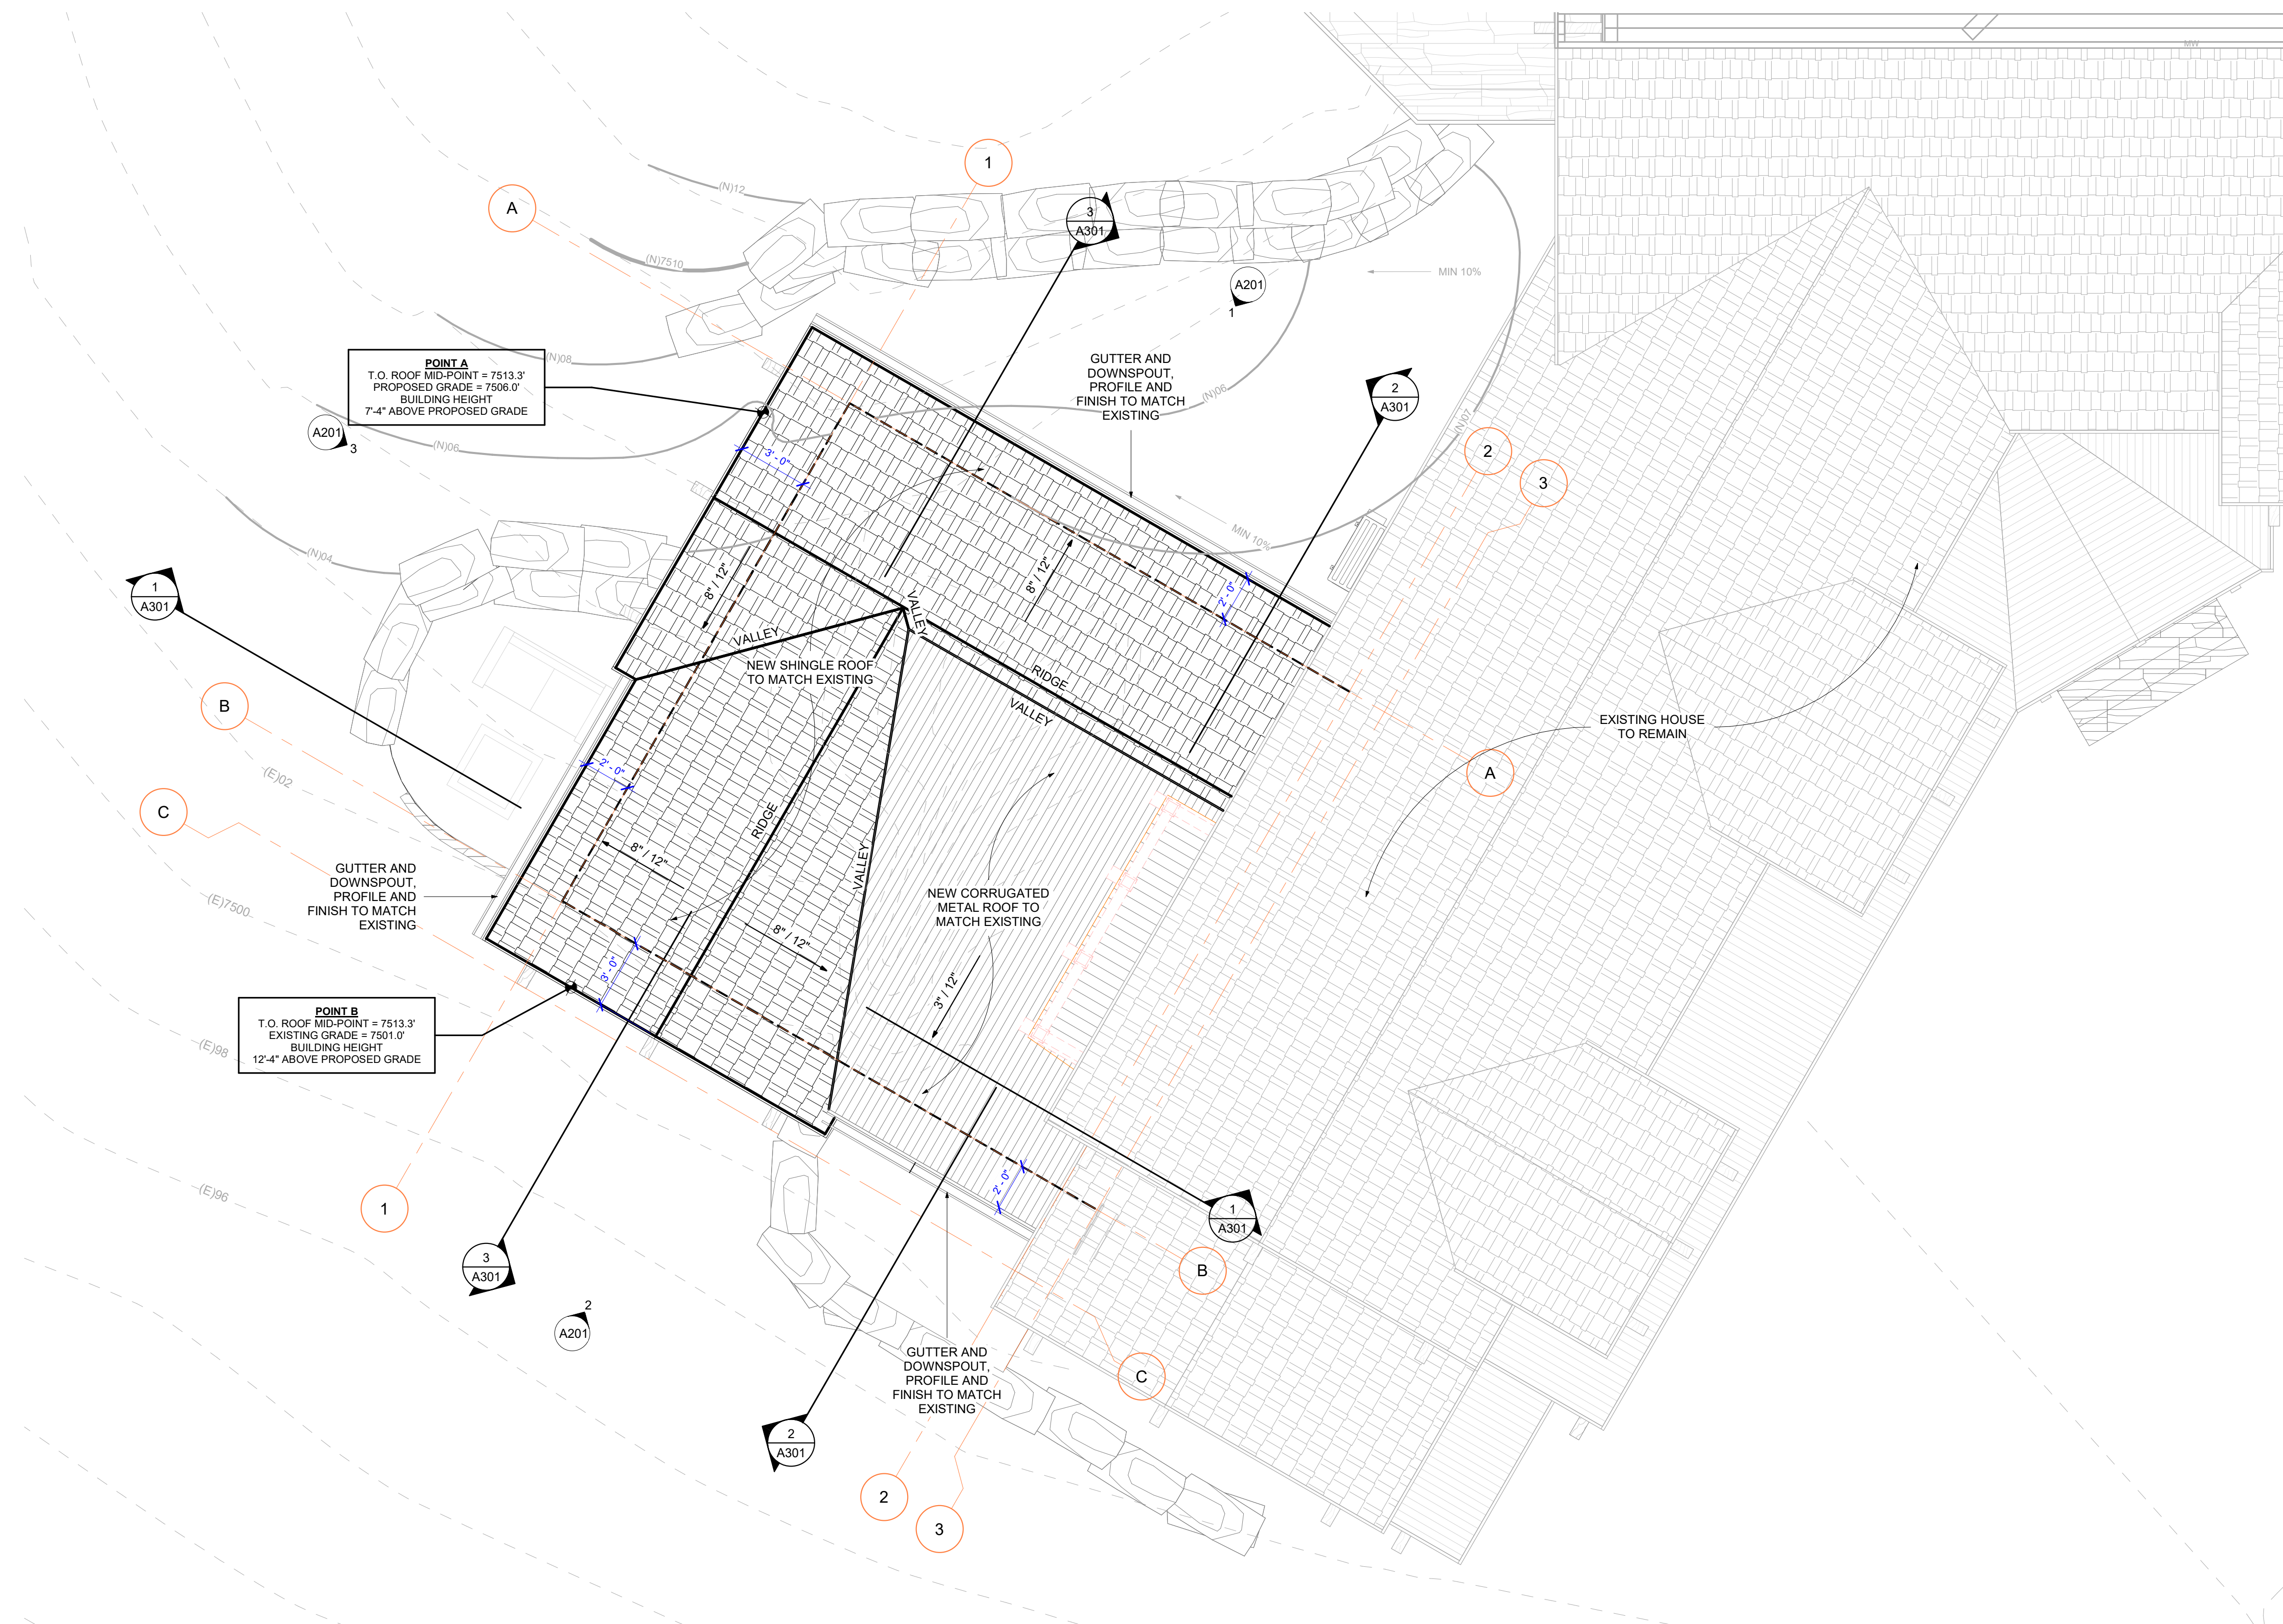 MW
1
A
(N)12
3
A301
(N)7510
A201
1
MIN 10%
(N)08
POINT A
T.O. ROOF MID-POINT = 7513.3'
PROPOSED GRADE = 7506.0'
BUILDING HEIGHT
7'-4" ABOVE PROPOSED GRADE
GUTTER AND
DOWNSPOUT,
PROFILE AND
FINISH TO MATCH
EXISTING
(N)06
2
A301
(N)07
A201
3
(N)06
3' - 0"
2
3
MIN 10%
(N)04
8" / 12"
8" / 12"
2' - 0"
1
A301
VALLEY
VALLEY
NEW SHINGLE ROOF
TO MATCH EXISTING
RIDGE
VALLEY
B
EXISTING HOUSE
TO REMAIN
(E)02
2' - 0"
A
C
RIDGE
8" / 12"
VALLEY
GUTTER AND
DOWNSPOUT,
PROFILE AND
FINISH TO MATCH
EXISTING
(E)7500
NEW CORRUGATED
METAL ROOF TO
MATCH EXISTING
8" / 12"
3' - 0"
3" / 12"
POINT B
T.O. ROOF MID-POINT = 7513.3'
EXISTING GRADE = 7501.0'
BUILDING HEIGHT
12'-4" ABOVE PROPOSED GRADE
(E)98
2' - 0"
(E)96
1
1
A301
3
A301
B
2
A201
GUTTER AND
DOWNSPOUT,
PROFILE AND
FINISH TO MATCH
EXISTING
C
2
A301
2
3